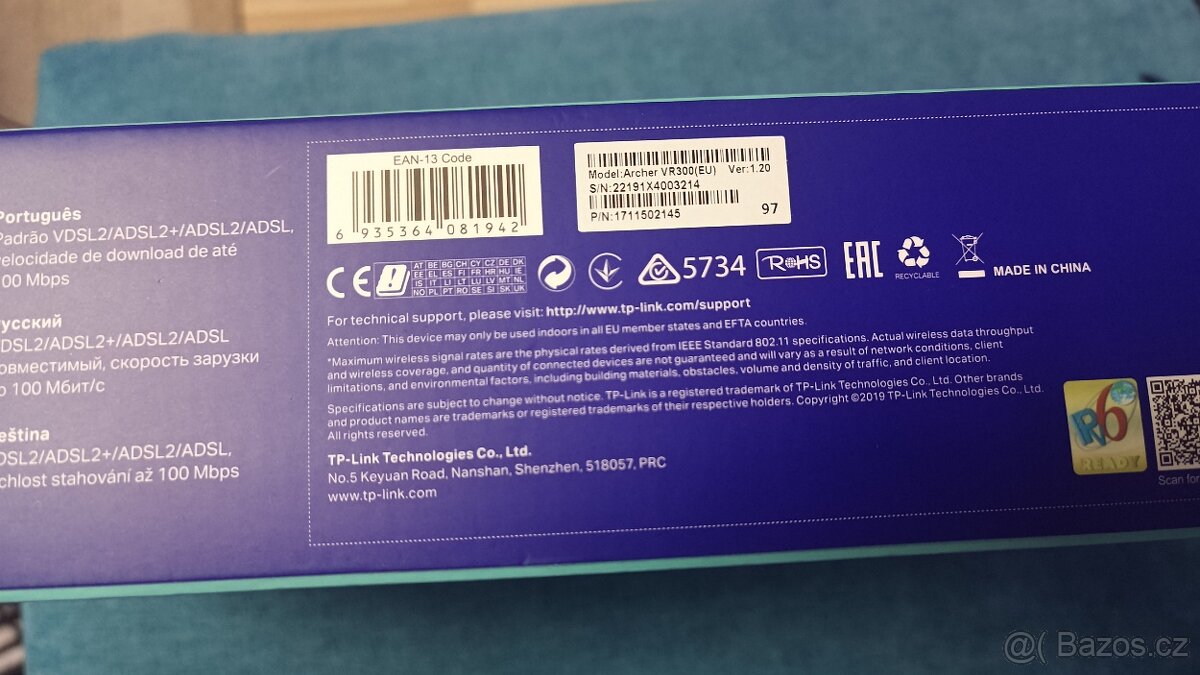 Português
Padrão VDSL2/ADSL2+/ADSL2/ADSL,
velocidade de download de até
100 Mbps
Русский
VDSL2/ADSL2+/ADSL2/ADSL
совместимый, скорость зарузки
до 100 Мбит/с
Čeština
VDSL2/ADSL2+/ADSL2/ADSL,
rychlost stahování až 100 Mbps
EAN-13 Code
6 935364 081942
Model:Archer VR300(EU) Ver:1.20
S/N:22191X4003214
P/N:1711502145
97
CE
AT BE BG CH CY CZ DE DK
EE EL ES FI FR HR HU IE
IS IT LI LT LU LV MT NL
NO PL PT RO SE SI SK UK
5734
RoHS
EAC
RECYCLABLE
MADE IN CHINA
For technical support, please visit: http://www.tp-link.com/support
Attention: This device may only be used indoors in all EU member states and EFTA countries.
*Maximum wireless signal rates are the physical rates derived from IEEE Standard 802.11 specifications. Actual wireless data throughput
and wireless coverage, and quantity of connected devices are not guaranteed and will vary as a result of network conditions, client
limitations, and environmental factors, including building materials, obstacles, volume and density of traffic, and client location.
Specifications are subject to change without notice. TP-Link is a registered trademark of TP-Link Technologies Co., Ltd. Other brands
and product names are trademarks or registered trademarks of their respective holders. Copyright ©2019 TP-Link Technologies Co., Ltd.
All rights reserved.
TP-Link Technologies Co., Ltd.
No.5 Keyuan Road, Nanshan, Shenzhen, 518057, PRC
www.tp-link.com
IPv6
READY
Scan for
@( Bazos.cz